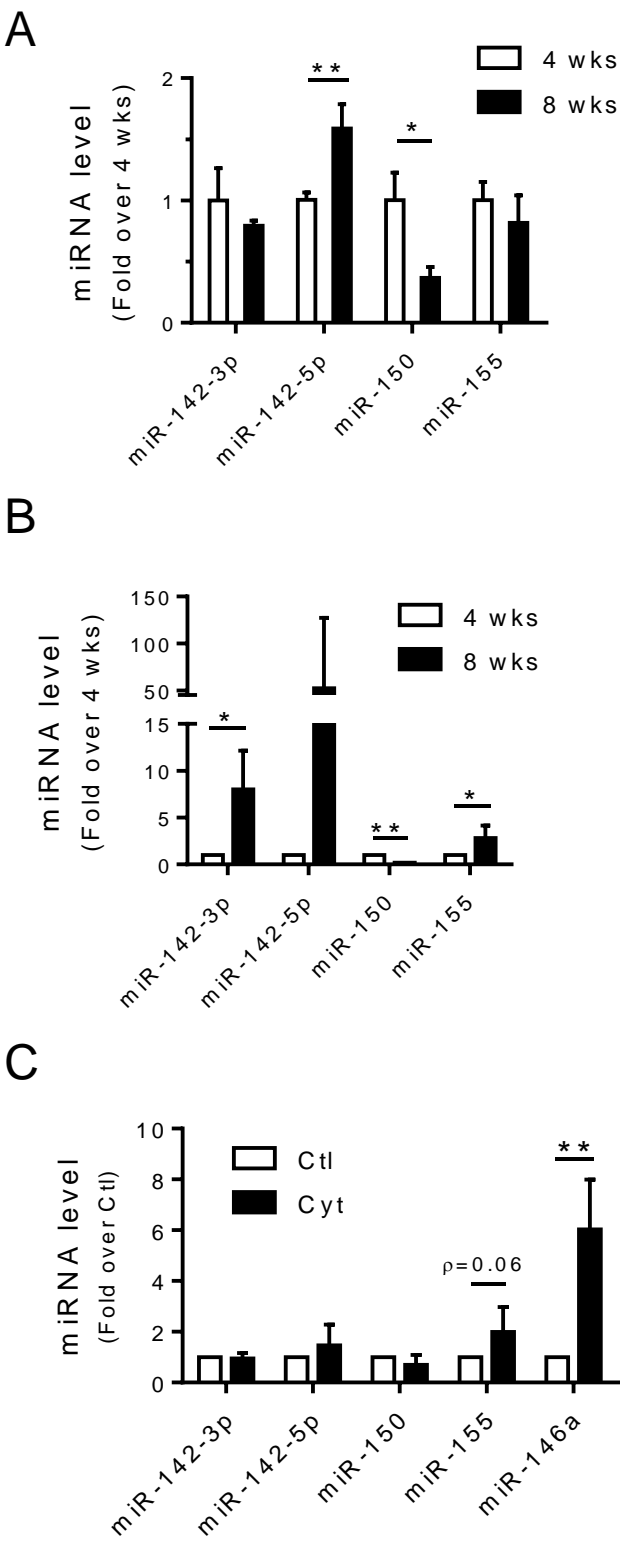 A
miRNA level
(Fold over 4 wks)
2
1
0
** *
4 wks
8 wks
miR-142-3p
miR-142-5p
miR-150
miR-155
B
miRNA level
(Fold over 4 wks)
150
100
50
15
10
5
0
* ** *
4 wks
8 wks
miR-142-3p
miR-142-5p
miR-150
miR-155
C
miRNA level
(Fold over Ctl)
10
8
6
4
2
0
Ctl
Cyt
ρ=0.06
**
miR-142-3p
miR-142-5p
miR-150
miR-155
miR-146a